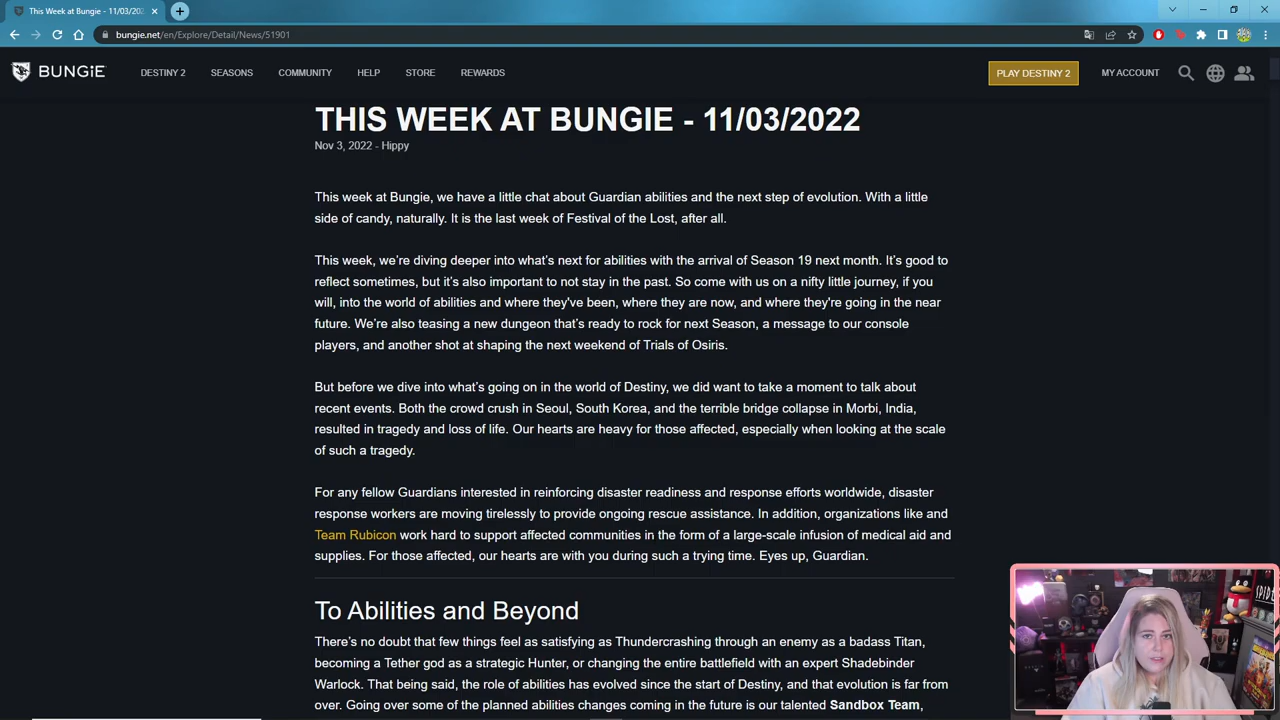 This Week at Bungie - 11/03/202
bungie.net/en/Explore/Detail/News/51901
BUNGiE
DESTINY 2
SEASONS
COMMUNITY
HELP
STORE
REWARDS
PLAY DESTINY 2
MY ACCOUNT
THIS WEEK AT BUNGIE - 11/03/2022
Nov 3, 2022 - Hippy
This week at Bungie, we have a little chat about Guardian abilities and the next step of evolution. With a little
side of candy, naturally. It is the last week of Festival of the Lost, after all.
This week, we're diving deeper into what's next for abilities with the arrival of Season 19 next month. It's good to
reflect sometimes, but it's also important to not stay in the past. So come with us on a nifty little journey, if you
will, into the world of abilities and where they've been, where they are now, and where they're going in the near
future. We're also teasing a new dungeon that's ready to rock for next Season, a message to our console
players, and another shot at shaping the next weekend of Trials of Osiris.
But before we dive into what's going on in the world of Destiny, we did want to take a moment to talk about
recent events. Both the crowd crush in Seoul, South Korea, and the terrible bridge collapse in Morbi, India,
resulted in tragedy and loss of life. Our hearts are heavy for those affected, especially when looking at the scale
of such a tragedy.
For any fellow Guardians interested in reinforcing disaster readiness and response efforts worldwide, disaster
response workers are moving tirelessly to provide ongoing rescue assistance. In addition, organizations like and
Team Rubicon work hard to support affected communities in the form of a large-scale infusion of medical aid and
supplies. For those affected, our hearts are with you during such a trying time. Eyes up, Guardian.
To Abilities and Beyond
There's no doubt that few things feel as satisfying as Thundercrashing through an enemy as a badass Titan,
becoming a Tether god as a strategic Hunter, or changing the entire battlefield with an expert Shadebinder
Warlock. That being said, the role of abilities has evolved since the start of Destiny, and that evolution is far from
over. Going over some of the planned abilities changes coming in the future is our talented Sandbox Team,